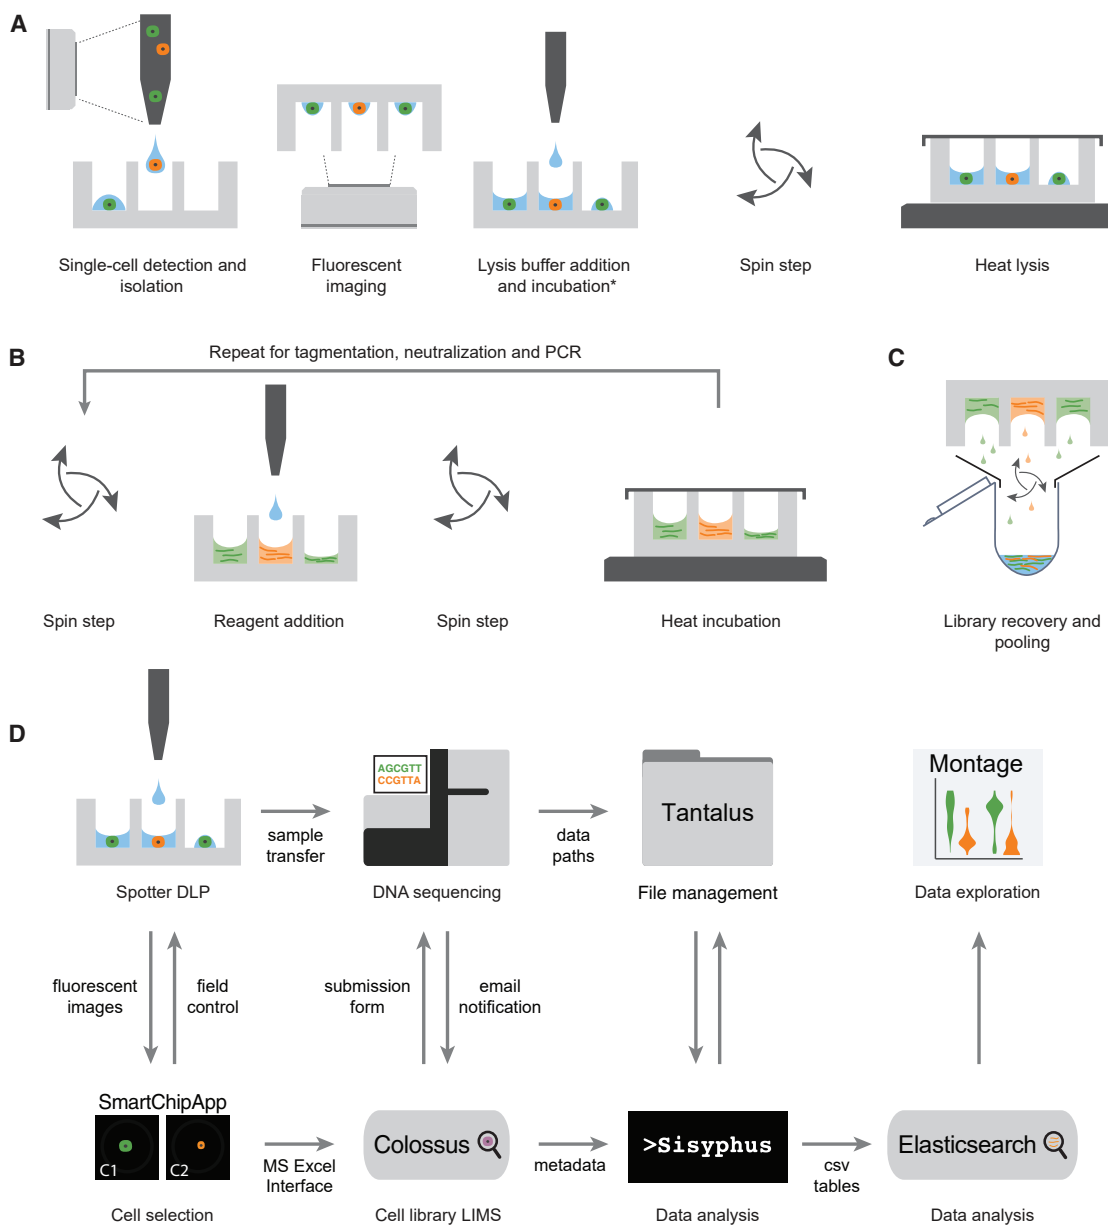 A
Single-cell detection and
isolation
Fluorescent
imaging
Lysis buffer addition
and incubation*
Spin step
Heat lysis
B
Repeat for tagmentation, neutralization and PCR
Spin step
Reagent addition
Spin step
Heat incubation
C
Library recovery and
pooling
D
Spotter DLP
sample
transfer
AGCGTT
CCGTTA
DNA sequencing
data
paths
Tantalus
File management
Montage
Data exploration
fluorescent
images
field
control
submission
form
email
notification
SmartChipApp
C1
C2
Cell selection
MS Excel
Interface
Colossus
Cell library LIMS
metadata
>Sisyphus
Data analysis
csv
tables
Elasticsearch
Data analysis